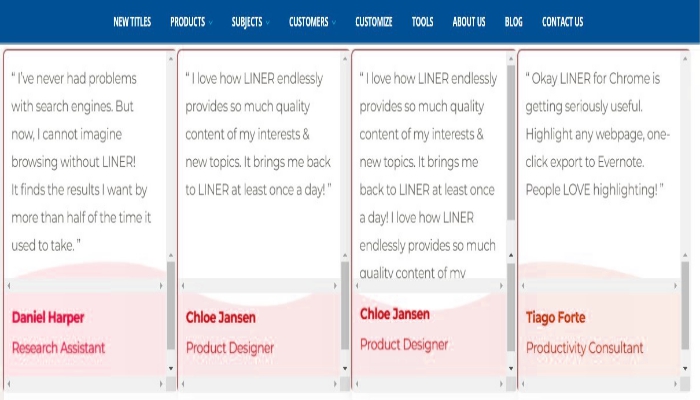 NEW TITLES PRODUCTS SUBJECTS CUSTOMERS CUSTOMIZE TOOLS ABOUT US BLOG CONTACT US
“ I’ve never had problems
with search engines. But
now, I cannot imagine
browsing without LINER!
It finds the results I want by
more than half of the time it
used to take. ”
Daniel Harper
Research Assistant
“ I love how LINER endlessly
provides so much quality
content of my interests &
new topics. It brings me back
to LINER at least once a day! ”
Chloe Jansen
Product Designer
“ I love how LINER endlessly
provides so much quality
content of my interests &
new topics. It brings me
back to LINER at least once
a day! I love how LINER
endlessly provides so much
quality content of my
Chloe Jansen
Product Designer
“ Okay LINER for Chrome is
getting seriously useful.
Highlight any webpage, one-
click export to Evernote.
People LOVE highlighting! ”
Tiago Forte
Productivity Consultant